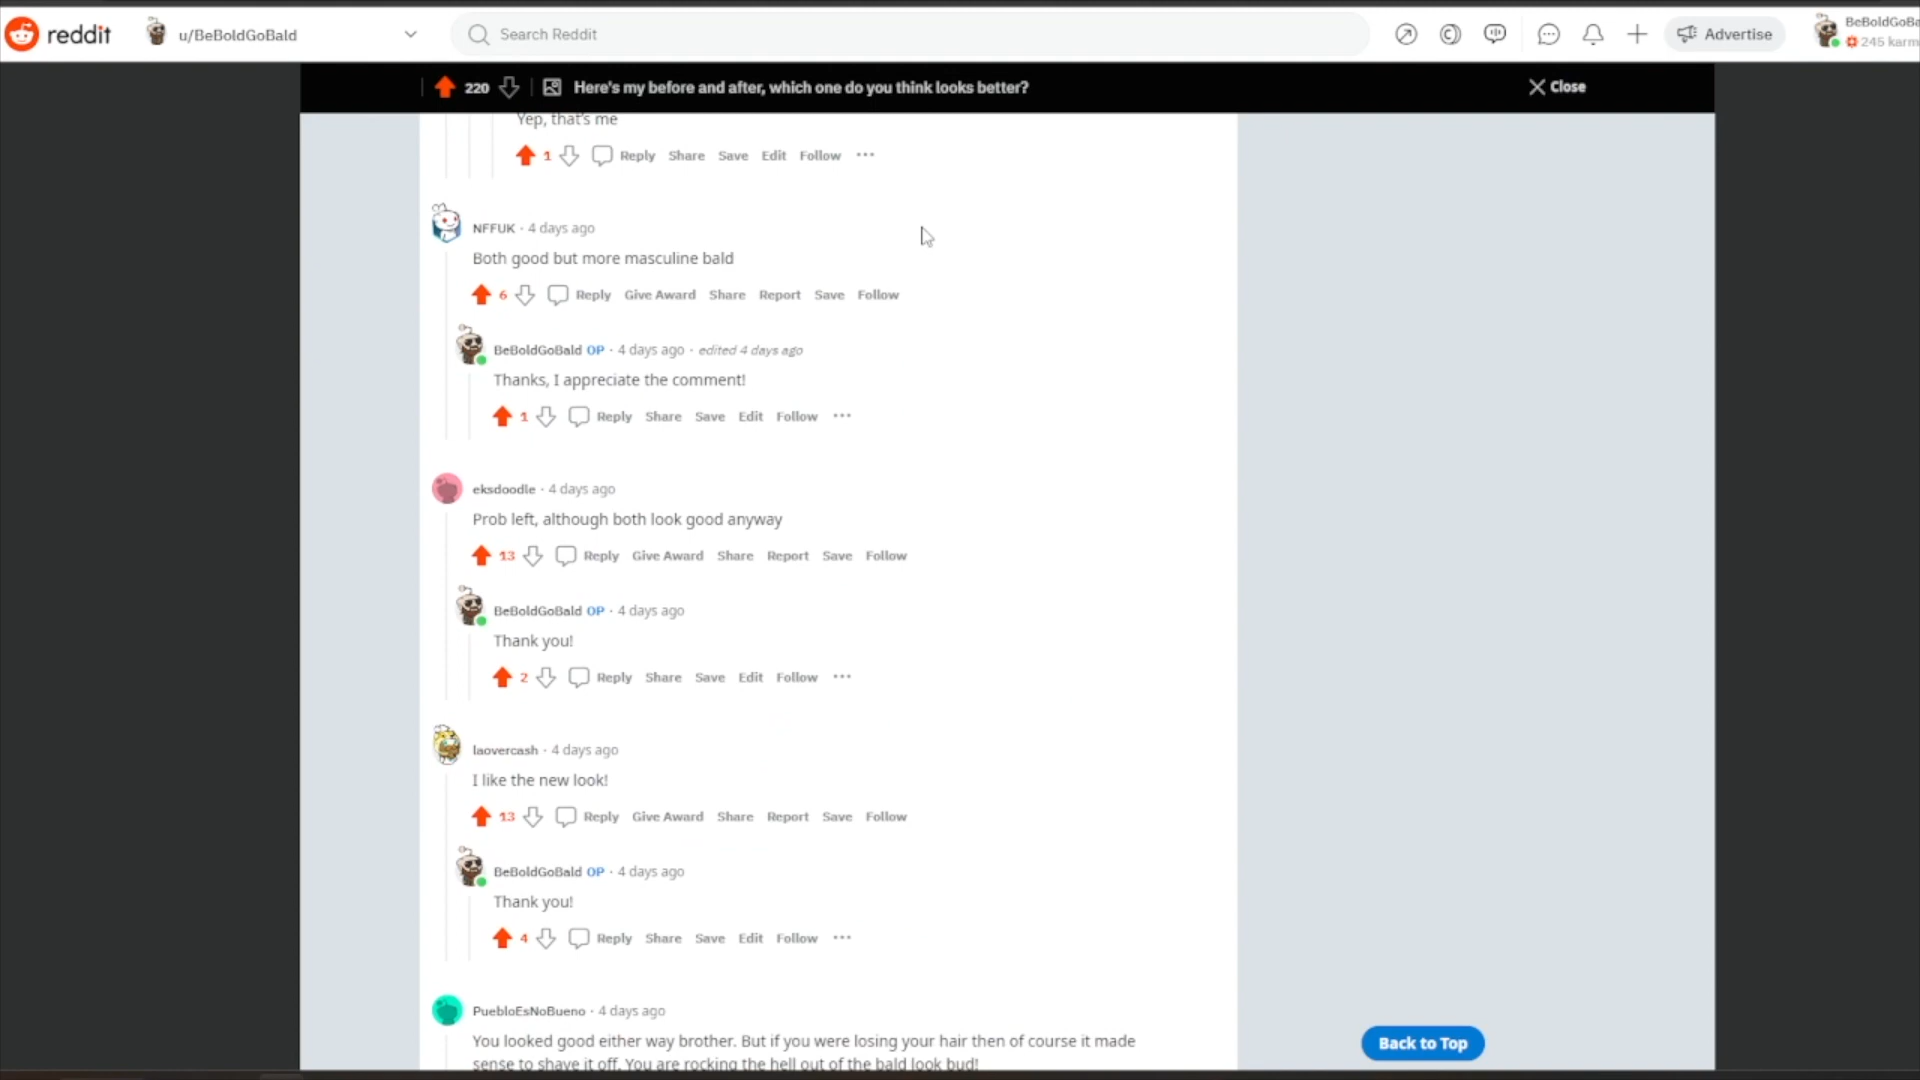 reddit u/BeBoldGoBald Search Reddit Advertise BeBoldGoBa
245 karm
220 Here's my before and after, which one do you think looks better? Close
Yep, that's me
1 Reply Share Save Edit Follow ...
NFFUK · 4 days ago
Both good but more masculine bald
6 Reply Give Award Share Report Save Follow
BeBoldGoBald OP · 4 days ago · edited 4 days ago
Thanks, I appreciate the comment!
1 Reply Share Save Edit Follow ...
eksdoodle · 4 days ago
Prob left, although both look good anyway
13 Reply Give Award Share Report Save Follow
BeBoldGoBald OP · 4 days ago
Thank you!
2 Reply Share Save Edit Follow ...
laovercash · 4 days ago
I like the new look!
13 Reply Give Award Share Report Save Follow
BeBoldGoBald OP · 4 days ago
Thank you!
4 Reply Share Save Edit Follow ...
PuebloEsNoBueno · 4 days ago
You looked good either way brother. But if you were losing your hair then of course it made
sense to shave it off. You are rocking the hell out of the bald look bud!
Back to Top